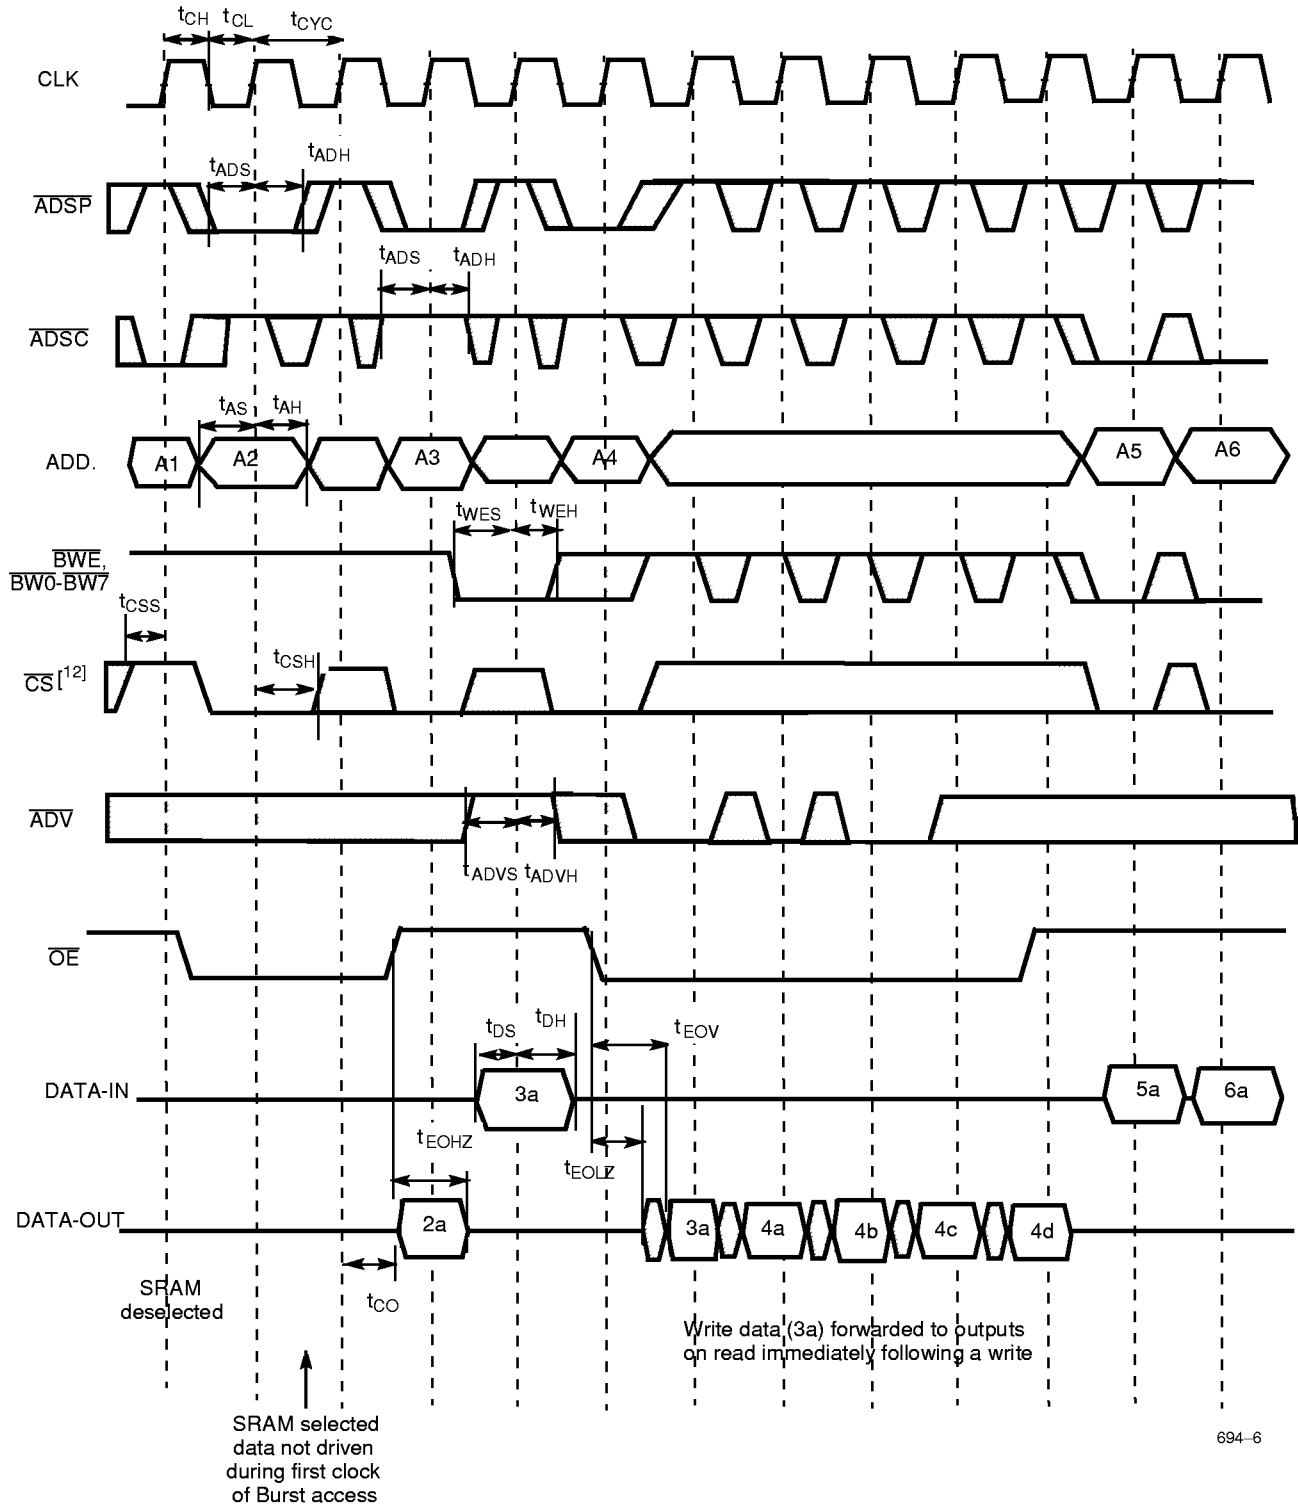 tCH tCL tCYC
CLK
tADS tADH
ADSP
tADS tADH
ADSC
tAS tAH
ADD. A1 A2 A3 A4 A5 A6
tWES tWEH
BWE,
BW0-BW7
tCSS
tCSH
CS[12]
ADV
tADVS tADVH
OE
tDS tDH tEOV
DATA-IN 3a 5a 6a
tEOHZ
tEOLZ
DATA-OUT 2a 3a 4a 4b 4c 4d
tCO
SRAM
deselected
Write data (3a) forwarded to outputs
on read immediately following a write
SRAM selected
data not driven
during first clock
of Burst access
694–6